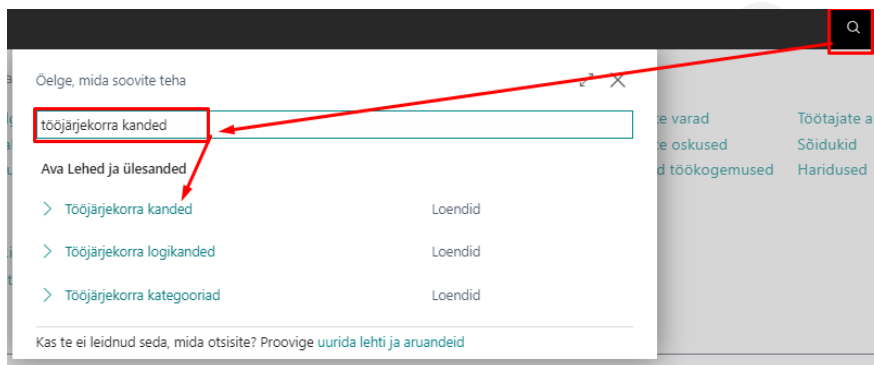 Öelge, mida soovite teha
tööjärjekorra kanded
Ava Lehed ja ülesanded
Tööjärjekorra kanded Loendid
Tööjärjekorra logikanded Loendid
Tööjärjekorra kategooriad Loendid
Kas te ei leidnud seda, mida otsisite? Proovige uurida lehti ja aruandeid
varad Töötajate
oskused Sõidukid
töökogemused Haridused